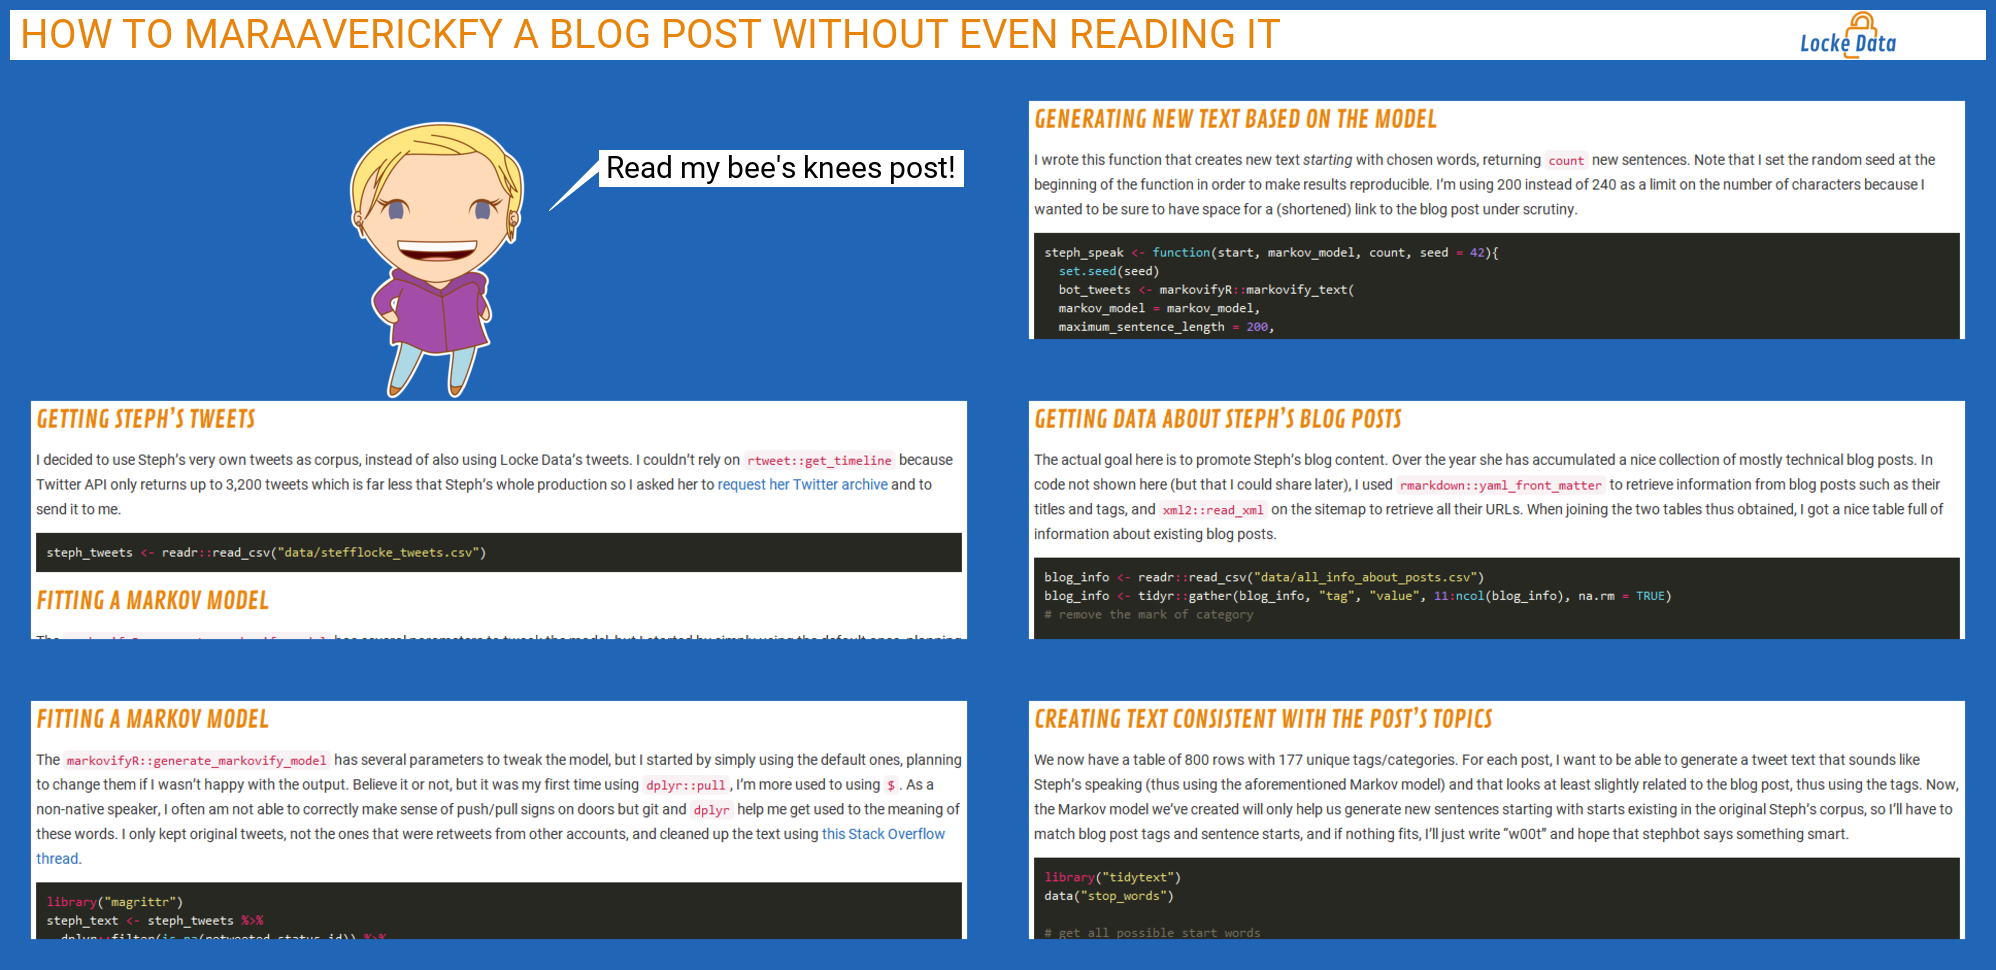 HOW TO MARAAVERICKFY A BLOG POST WITHOUT EVEN READING IT
Locke Data
Read my bee's knees post!
GETTING STEPH'S TWEETS
I decided to use Steph's very own tweets as corpus, instead of also using Locke Data's tweets. I couldn't rely on rtweet::get_timeline because
Twitter API only returns up to 3,200 tweets which is far less that Steph's whole production so I asked her to request her Twitter archive and to
send it to me.
steph_tweets <- readr::read_csv("data/stefflocke_tweets.csv")
FITTING A MARKOV MODEL
The markovifyR::generate_markovify_model has several parameters to tweak the model, but I started by simply using the default ones, planning
FITTING A MARKOV MODEL
The markovifyR::generate_markovify_model has several parameters to tweak the model, but I started by simply using the default ones, planning
to change them if I wasn't happy with the output. Believe it or not, but it was my first time using dplyr::pull, I'm more used to using $. As a
non-native speaker, I often am not able to correctly make sense of push/pull signs on doors but git and dplyr help me get used to the meaning of
these words. I only kept original tweets, not the ones that were retweets from other accounts, and cleaned up the text using this Stack Overflow
thread.
library("magrittr")
steph_text <- steph_tweets %>%
dplyr::filter(is.na(retweeted_status_id)) %>%
GENERATING NEW TEXT BASED ON THE MODEL
I wrote this function that creates new text starting with chosen words, returning count new sentences. Note that I set the random seed at the
beginning of the function in order to make results reproducible. I'm using 200 instead of 240 as a limit on the number of characters because I
wanted to be sure to have space for a (shortened) link to the blog post under scrutiny.
steph_speak <- function(start, markov_model, count, seed = 42){
set.seed(seed)
bot_tweets <- markovifyR::markovify_text(
markov_model = markov_model,
maximum_sentence_length = 200,
GETTING DATA ABOUT STEPH'S BLOG POSTS
The actual goal here is to promote Steph's blog content. Over the year she has accumulated a nice collection of mostly technical blog posts. In
code not shown here (but that I could share later), I used rmarkdown::yaml_front_matter to retrieve information from blog posts such as their
titles and tags, and xml2::read_xml on the sitemap to retrieve all their URLs. When joining the two tables thus obtained, I got a nice table full of
information about existing blog posts.
blog_info <- readr::read_csv("data/all_info_about_posts.csv")
blog_info <- tidyr::gather(blog_info, "tag", "value", 11:ncol(blog_info), na.rm = TRUE)
# remove the mark of category
CREATING TEXT CONSISTENT WITH THE POST'S TOPICS
We now have a table of 800 rows with 177 unique tags/categories. For each post, I want to be able to generate a tweet text that sounds like
Steph's speaking (thus using the aforementioned Markov model) and that looks at least slightly related to the blog post, thus using the tags. Now,
the Markov model we've created will only help us generate new sentences starting with starts existing in the original Steph's corpus, so I'll have to
match blog post tags and sentence starts, and if nothing fits, I'll just write "w00t" and hope that stephbot says something smart.
library("tidytext")
data("stop_words")
# get all possible start words